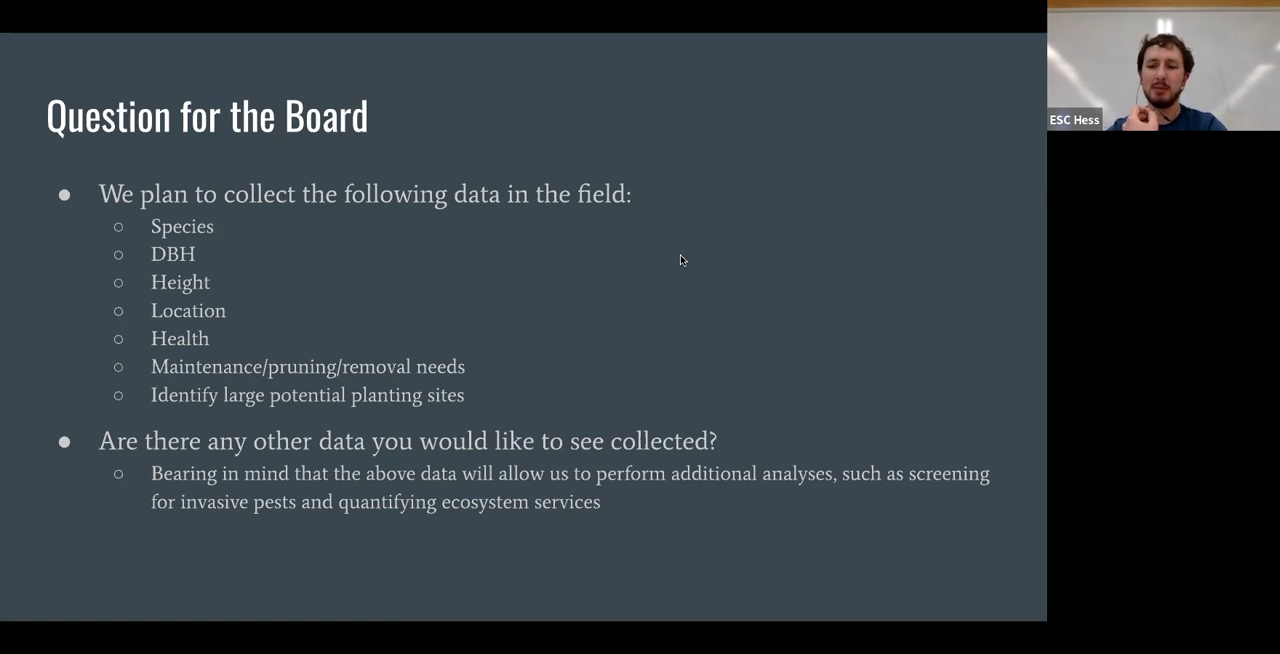 Question for the Board
● We plan to collect the following data in the field:
○ Species
○ DBH
○ Height
○ Location
○ Health
○ Maintenance/pruning/removal needs
○ Identify large potential planting sites
● Are there any other data you would like to see collected?
○ Bearing in mind that the above data will allow us to perform additional analyses, such as screening
for invasive pests and quantifying ecosystem services
ESC Hess